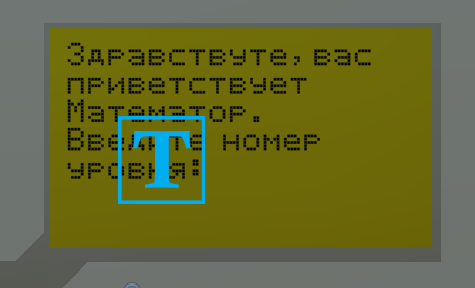 Здравствуте, вас
приветствует
Математор.
Введите номер
уровня:
T